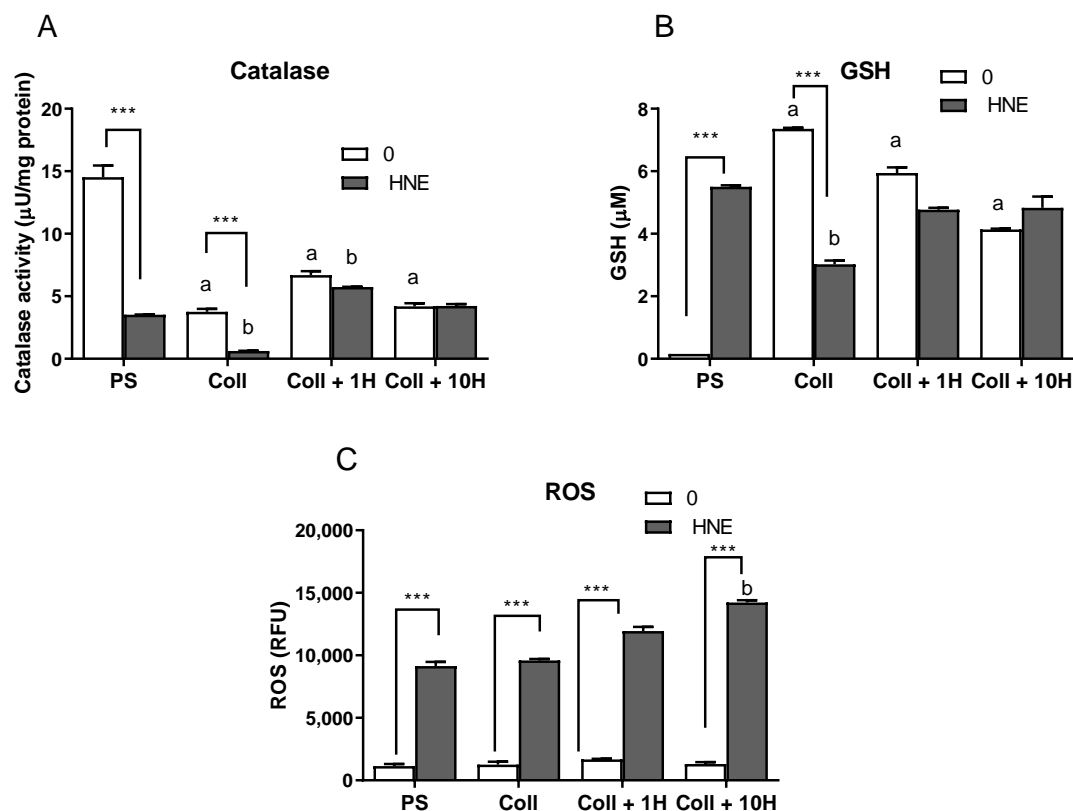 A
Catalase
Catalase activity (μU/mg protein)
20
15
10
5
0
***
***
a
b
a
b
a
0
HNE
PS
Coll
Coll + 1H
Coll + 10H
B
GSH
GSH (μM)
8
6
4
2
0
***
***
a
b
a
a
0
HNE
PS
Coll
Coll + 1H
Coll + 10H
C
ROS
ROS (RFU)
20,000
15,000
10,000
5,000
0
***
***
***
***
b
0
HNE
PS
Coll
Coll + 1H
Coll + 10H